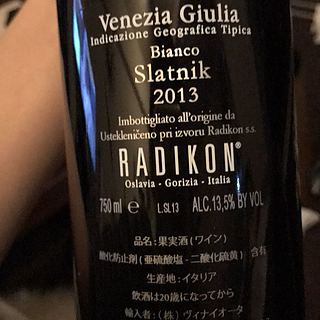 Venezia Giulia
Indicazione Geografica Tipica
Bianco
Slatnik
2013
Imbottigliato all'origine da
Ustekleničeno pri izvoru Radikon s.s.
RADIKON®
Oslavia - Gorizia - Italia
750 ml ℮ L.SL13 ALC.13,5% BY VOL
品名:果実酒(ワイン)
酸化防止剤(亜硫酸塩-二酸化硫黄)含有
生産地:イタリア
飲酒は20歳になってから
輸入者:(株)ヴィナイオータ